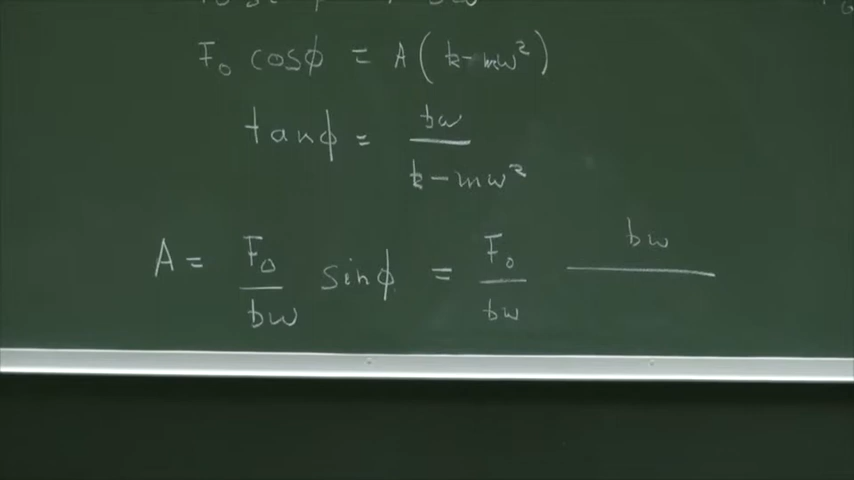 F₀ cosϕ = A(k-mω²)
tanϕ = bω / k-mω²
A = F₀/bω sinϕ = F₀/bω bω/